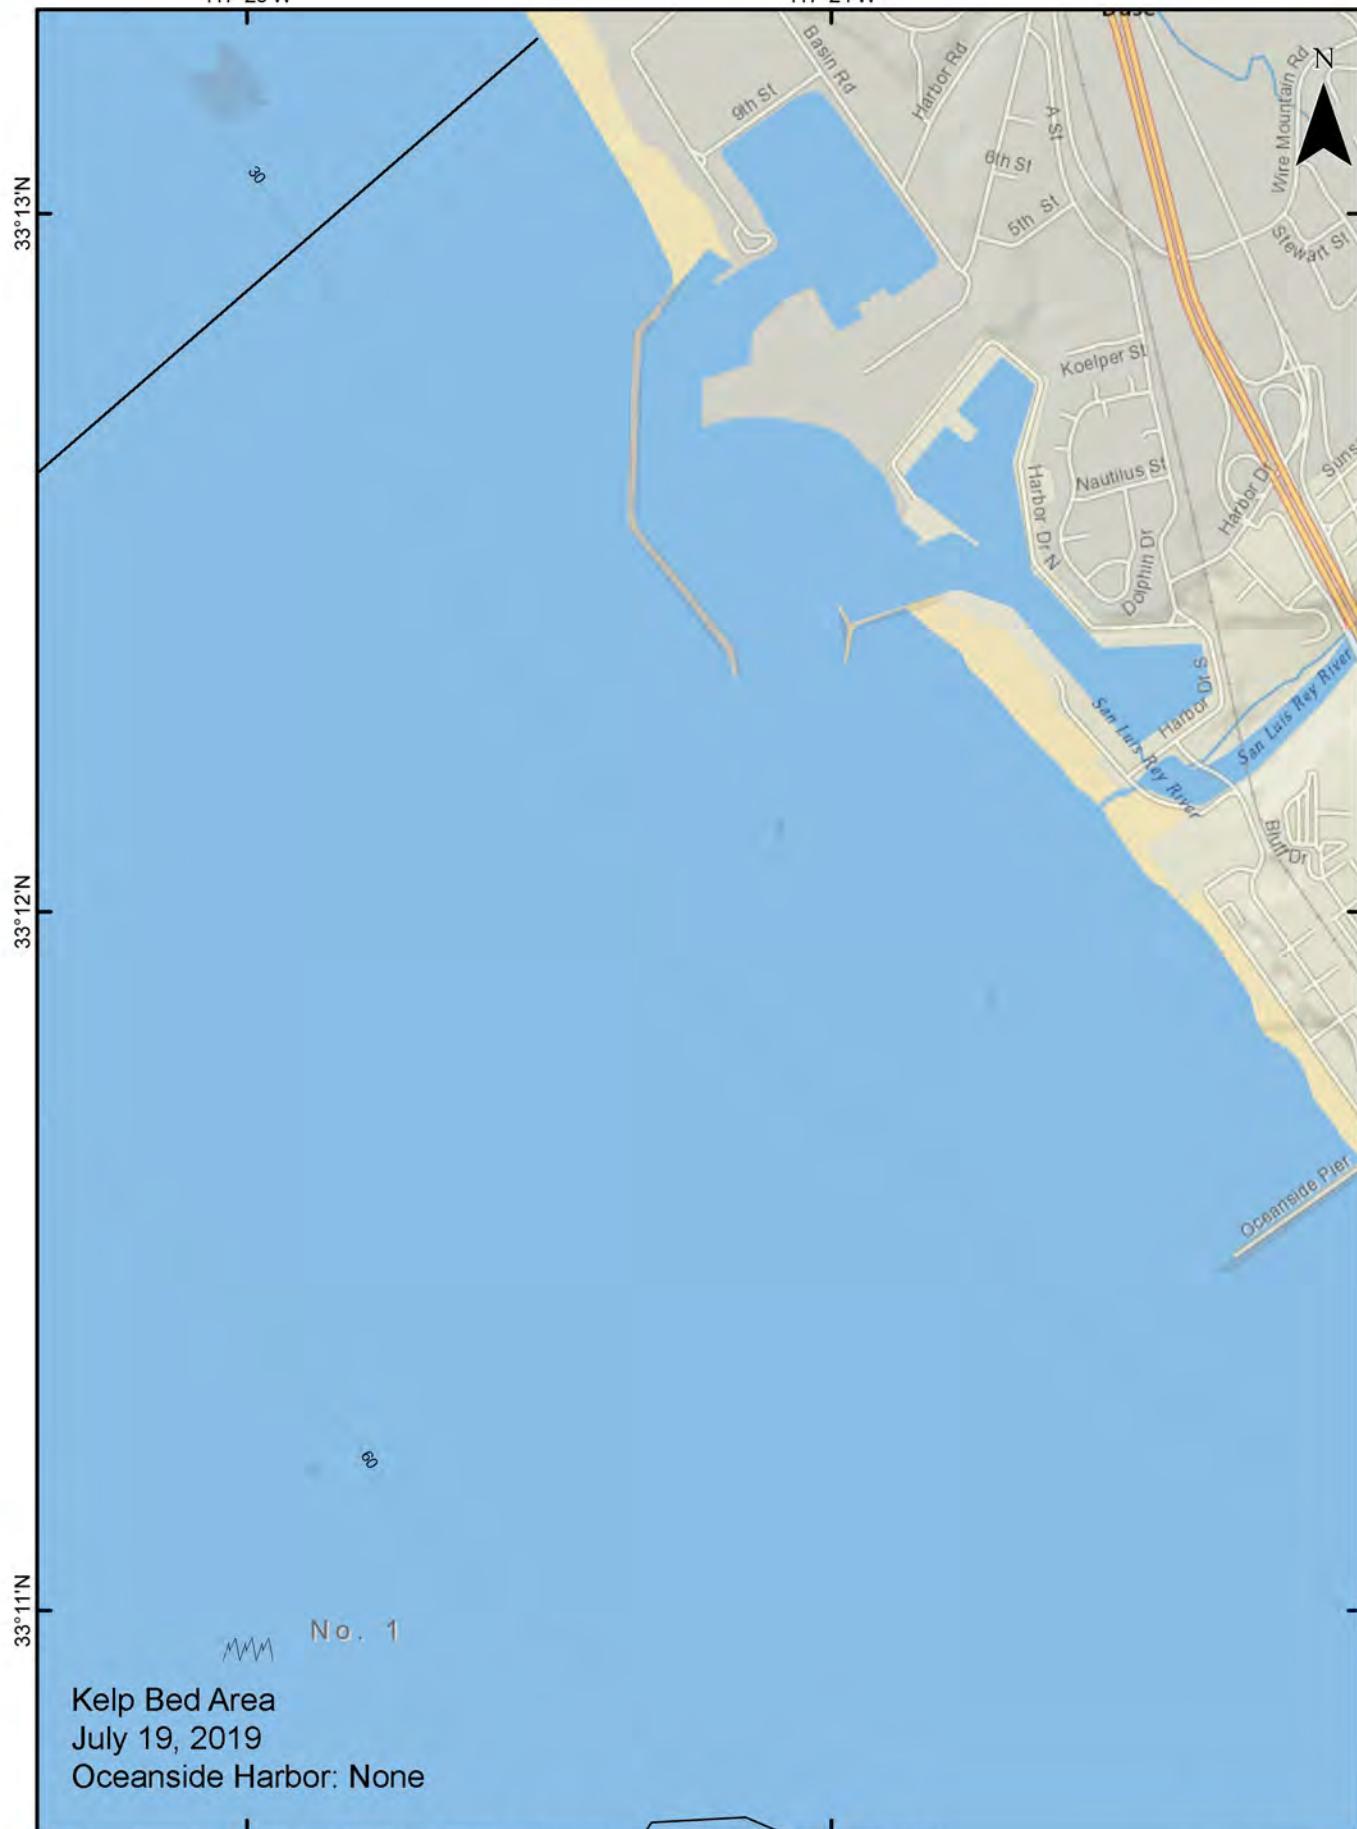 Basin Rd
Harbor Rd
9th St
A St
6th St
5th St
Wire Mountain Rd
N
Stewart St
30
33°13'N
Koelper St
Nautilus St
Harbor Dr N
Dolphin Dr
Harbor Dr
San Luis Rey River
Harbor Dr S
San Luis Rey River
Bluff Dr
33°12'N
Oceanside Pier
60
33°11'N
No. 1
Kelp Bed Area
July 19, 2019
Oceanside Harbor: None